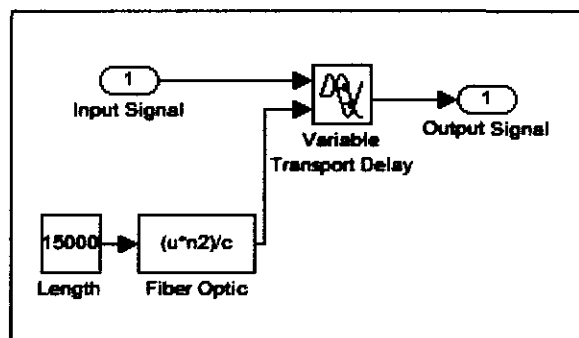 1
Input Signal
Variable
Transport Delay
1
Output Signal
15000
Length
(u*n2)/c
Fiber Optic